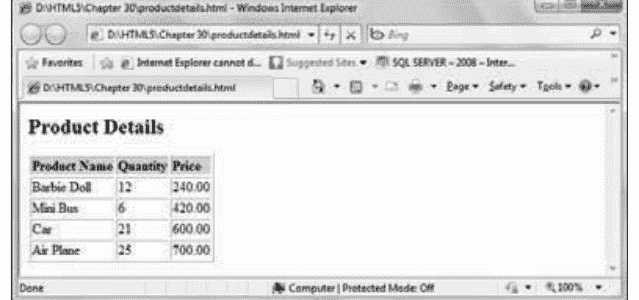 D:\HTML5\Chapter 30\productdetails.html - Windows Internet Explorer
D:\HTML5\Chapter 30\productdetails.html
Bing
Favorites Internet Explorer cannot d... Suggested Sites SQL SERVER – 2008 – Inter...
D:\HTML5\Chapter 30\productdetails.html Page Safety Tools
Product Details
Product Name Quantity Price
Barbie Doll 12 240.00
Mini Bus 6 420.00
Car 21 600.00
Air Plane 25 700.00
Done Computer | Protected Mode: Off 100%